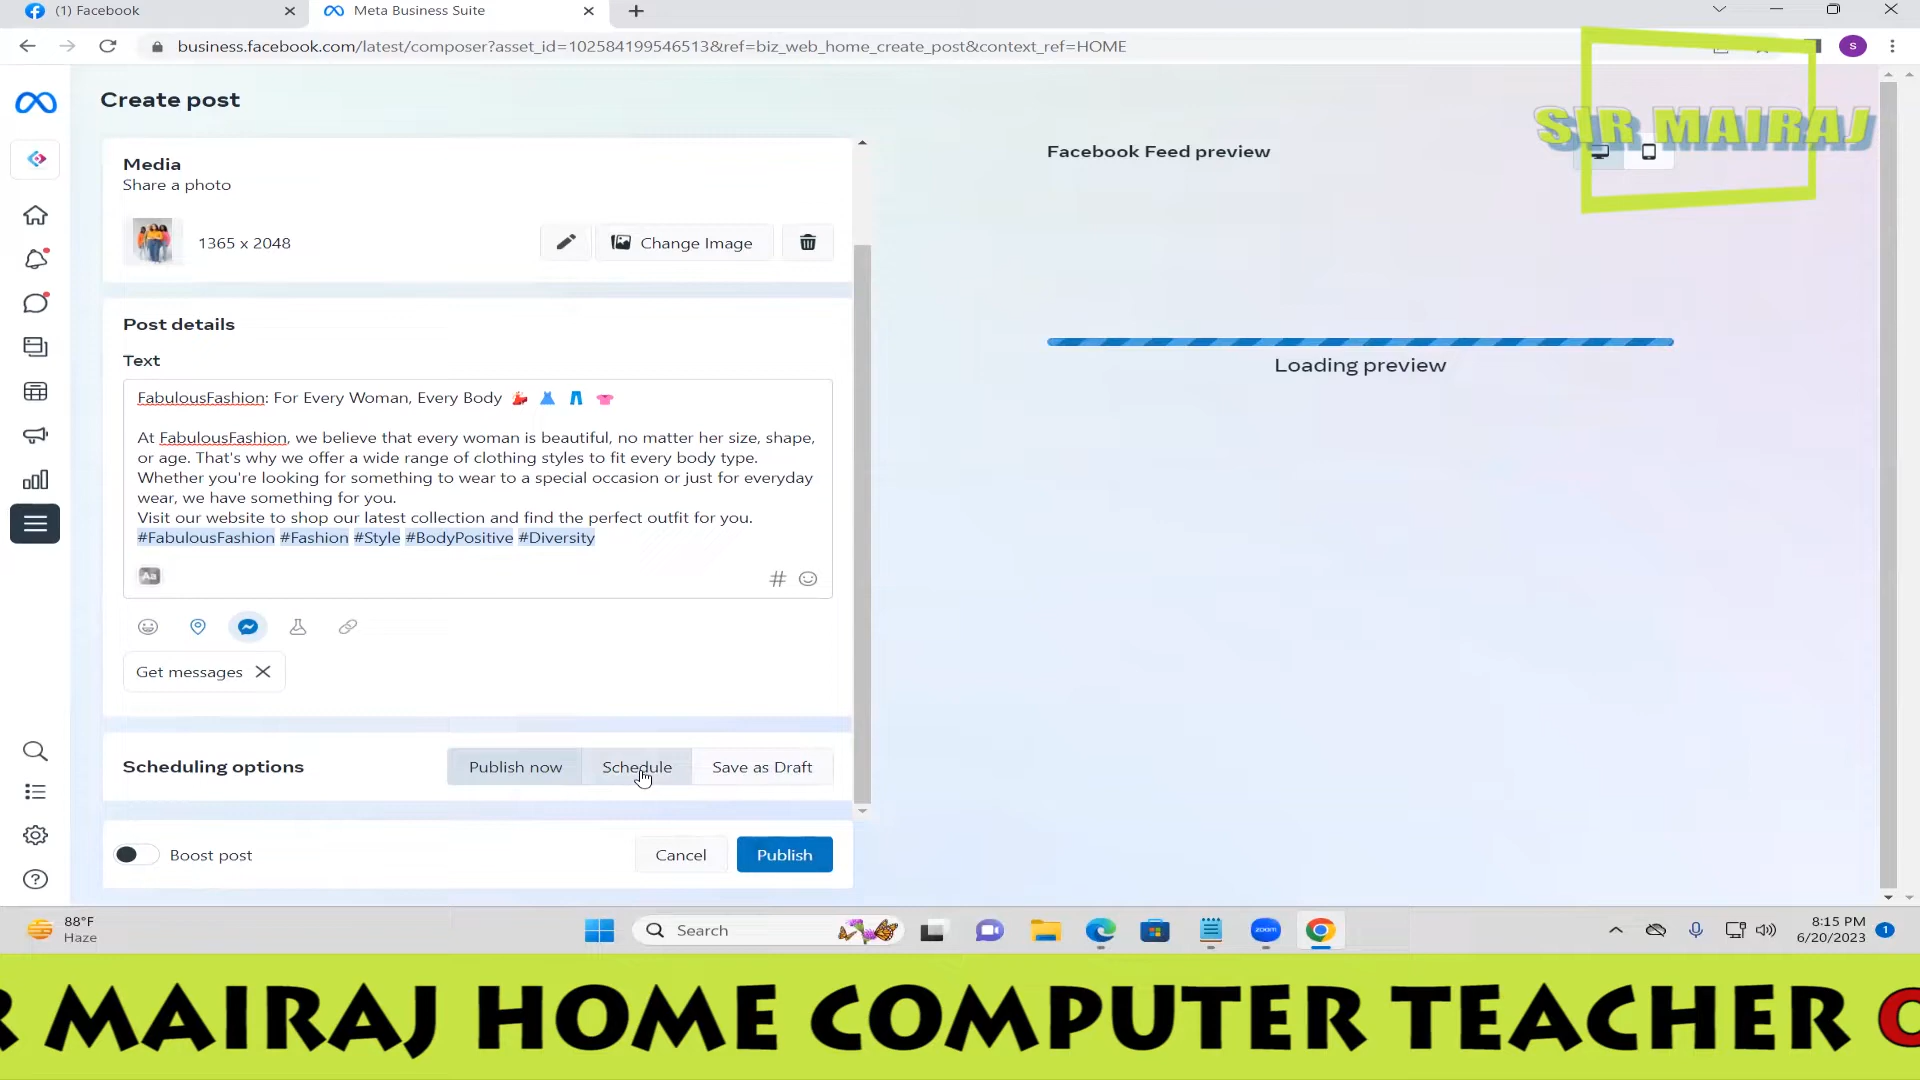 (1) Facebook
Meta Business Suite
business.facebook.com/latest/composer?asset_id=102584199546513&ref=biz_web_home_create_post&context_ref=HOME
S
Create post
SIR MAIRAJ
Media
Share a photo
1365 x 2048
Change Image
Facebook Feed preview
Loading preview
Post details
Text
FabulousFashion: For Every Woman, Every Body
At FabulousFashion, we believe that every woman is beautiful, no matter her size, shape,
or age. That's why we offer a wide range of clothing styles to fit every body type.
Whether you're looking for something to wear to a special occasion or just for everyday
wear, we have something for you.
Visit our website to shop our latest collection and find the perfect outfit for you.
#FabulousFashion #Fashion #Style #BodyPositive #Diversity
Aa
Get messages
Scheduling options
Publish now
Schedule
Save as Draft
Boost post
Cancel
Publish
88°F
Haze
Search
zoom
8:15 PM
6/20/2023
1
R MAIRAJ HOME COMPUTER TEACHER